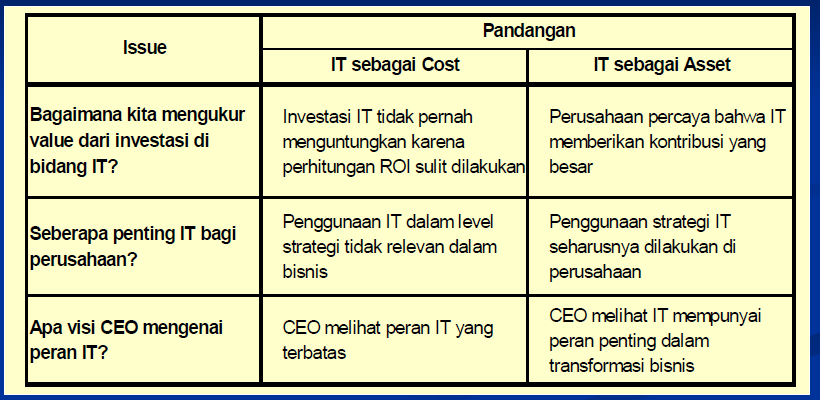 Issue
Pandangan
IT sebagai Cost
IT sebagai Asset
Bagaimana kita mengukur
value dari investasi di
bidang IT?
Investasi IT tidak pernah
menguntungkan karena
perhitungan ROI sulit dilakukan
Perusahaan percaya bahwa IT
memberikan kontribusi yang
besar
Seberapa penting IT bagi
perusahaan?
Penggunaan IT dalam level
strategi tidak relevan dalam
bisnis
Penggunaan strategi IT
seharusnya dilakukan di
perusahaan
Apa visi CEO mengenai
peran IT?
CEO melihat peran IT yang
terbatas
CEO melihat IT mempunyai
peran penting dalam
transformasi bisnis